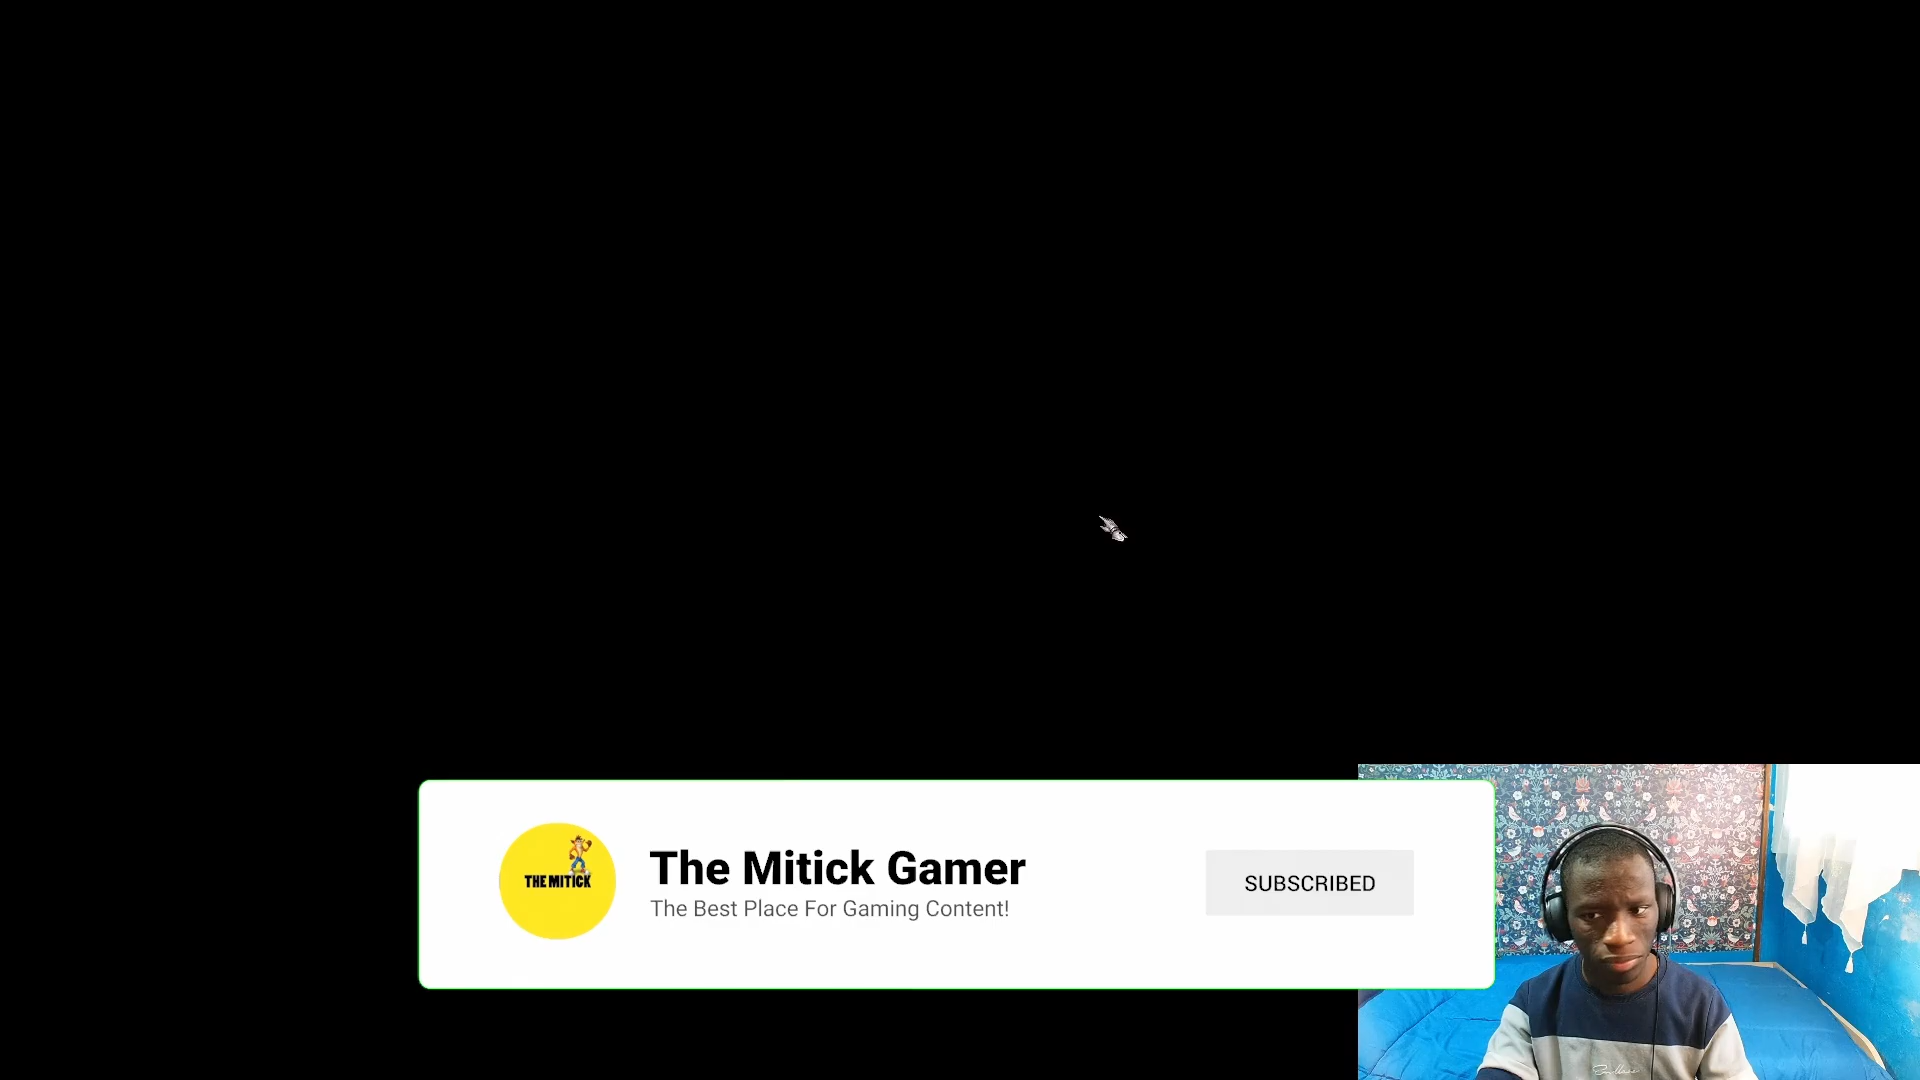 THE MITICK
The Mitick Gamer
The Best Place For Gaming Content!
SUBSCRIBED